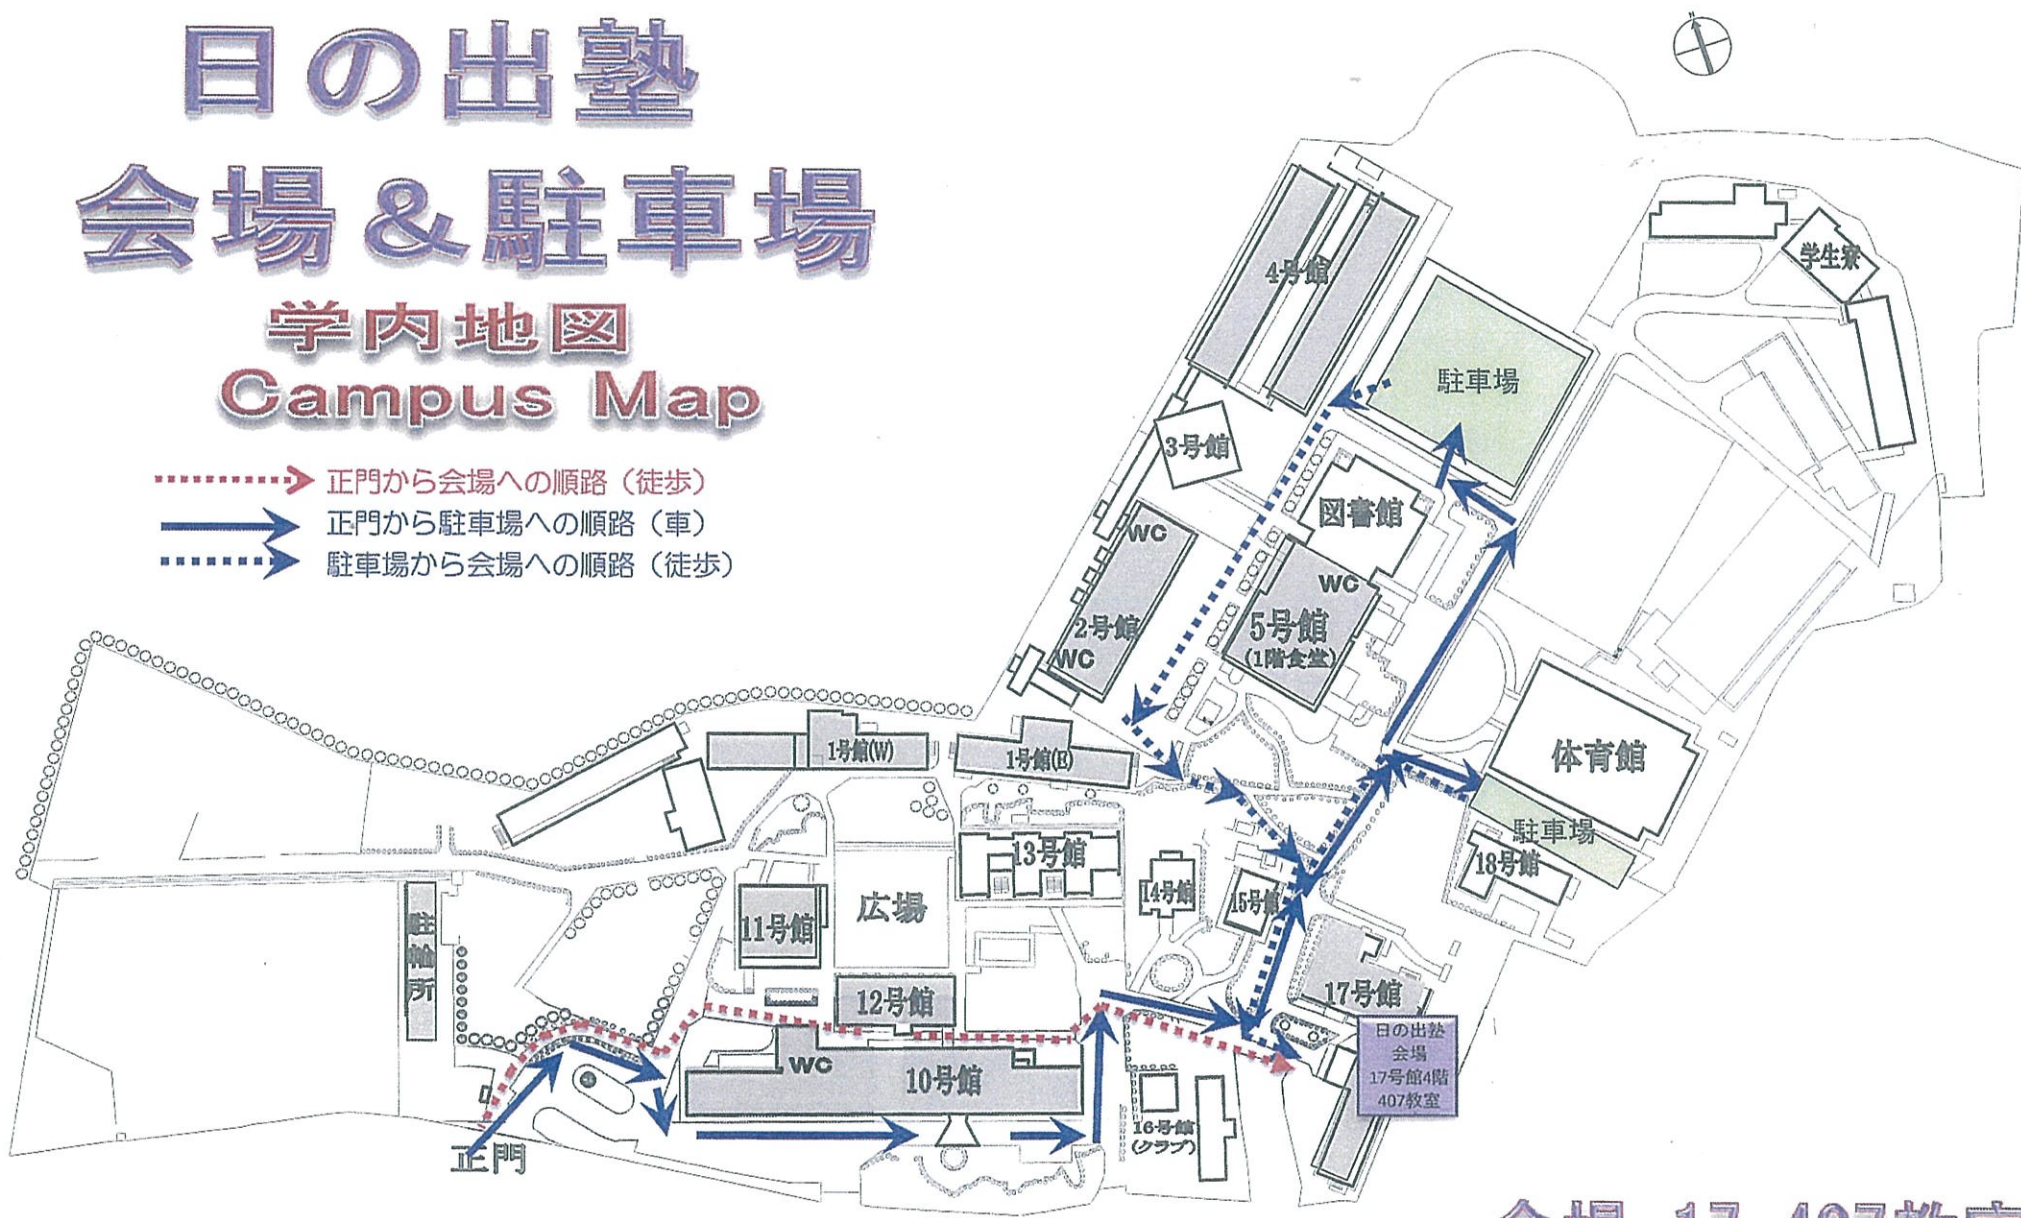 日の出塾
会場&駐車場
学内地図
Campus Map
正門から会場への順路（徒歩）
正門から駐車場への順路（車）
駐車場から会場への順路（徒歩）
N
4号館
学生寮
駐車場
3号館
図書館
WC
WC
5号館
(1階食堂)
2号館
WC
1号館(W)
1号館(E)
体育館
駐車場
18号館
13号館
14号館
15号館
11号館
広場
12号館
17号館
日の出塾
会場
17号館4階
407教室
WC
10号館
16号館
(クラブ)
正門